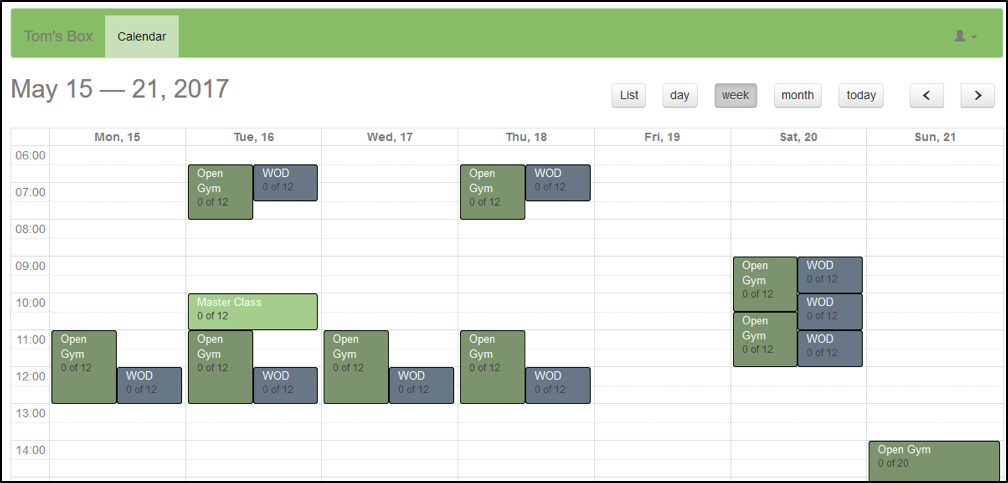 Tom's Box Calendar
May 15 — 21, 2017 List day week month today
Mon, 15 Tue, 16 Wed, 17 Thu, 18 Fri, 19 Sat, 20 Sun, 21
06:00
Open Gym
0 of 12
WOD
0 of 12
Open Gym
0 of 12
WOD
0 of 12
07:00
08:00
09:00
Open Gym
0 of 12
WOD
0 of 12
10:00
Master Class
0 of 12
WOD
0 of 12
Open Gym
0 of 12
11:00
Open Gym
0 of 12
Open Gym
0 of 12
Open Gym
0 of 12
Open Gym
0 of 12
WOD
0 of 12
12:00
WOD
0 of 12
WOD
0 of 12
WOD
0 of 12
WOD
0 of 12
13:00
14:00
Open Gym
0 of 20